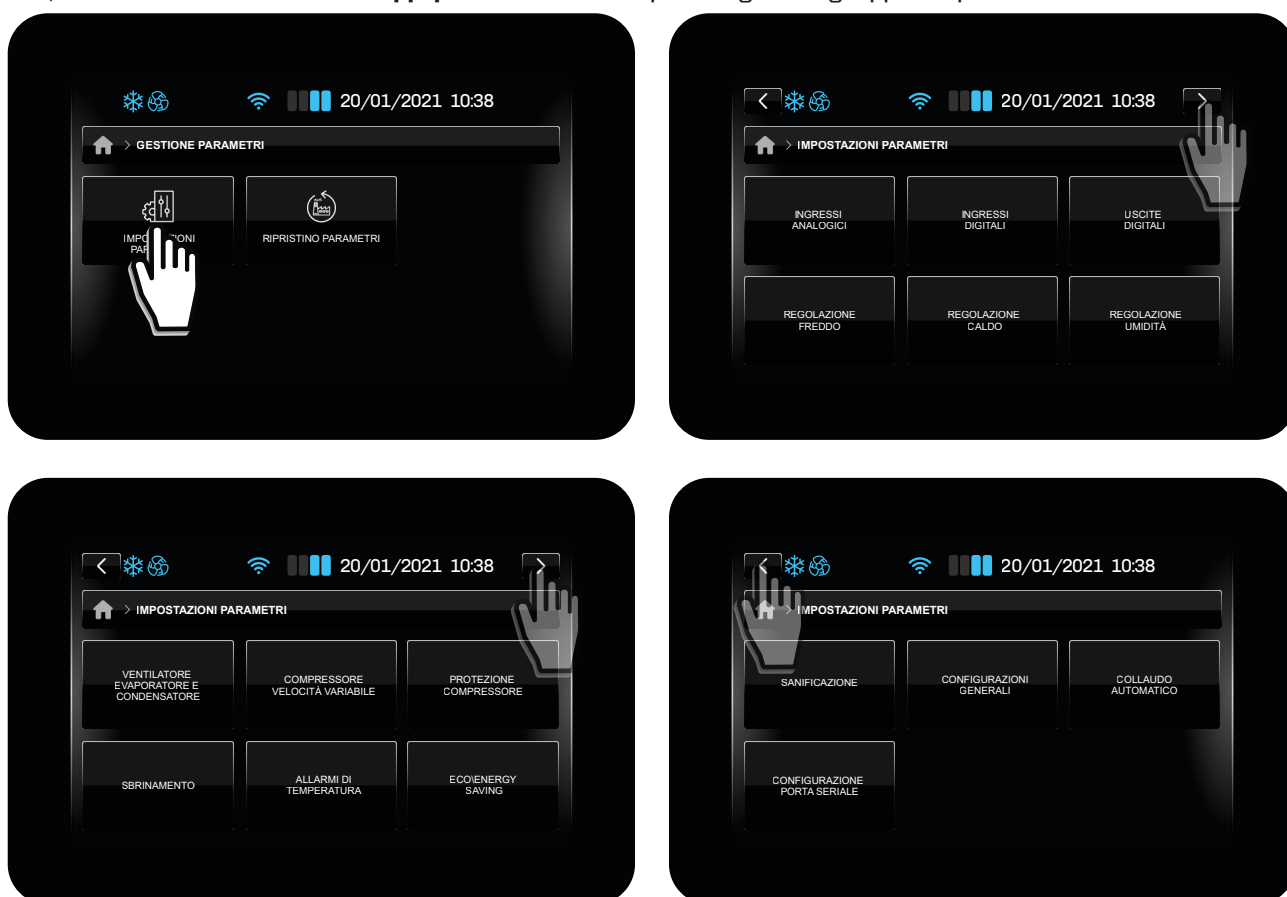 20/01/2021 10:38
> GESTIONE PARAMETRI
RIPRISTINO PARAMETRI
20/01/2021 10:38
> IMPOSTAZIONI PARAMETRI
INGRESSI
ANALOGICI
INGRESSI
DIGITALI
USCITE
DIGITALI
REGOLAZIONE
FREDDO
REGOLAZIONE
CALDO
REGOLAZIONE
UMIDITÀ
20/01/2021 10:38
> IMPOSTAZIONI PARAMETRI
VENTILATORE
EVAPORATORE E
CONDENSATORE
COMPRESSORE
VELOCITÀ VARIABILE
PROTEZIONE
COMPRESSORE
SBRINAMENTO
ALLARMI DI
TEMPERATURA
ECO\ENERGY
SAVING
20/01/2021 10:38
> IMPOSTAZIONI PARAMETRI
SANIFICAZIONE
CONFIGURAZIONI
GENERALI
COLLAUDO
AUTOMATICO
CONFIGURAZIONE
PORTA SERIALE